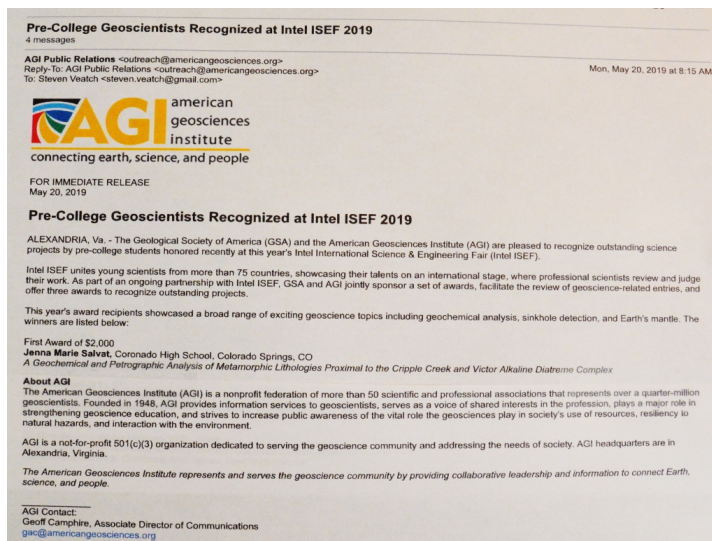 Pre-College Geoscientists Recognized at Intel ISEF 2019
4 messages
AGI Public Relations <outreach@americangeosciences.org>
Mon, May 20, 2019 at 8:15 AM
Reply-To: AGI Public Relations <outreach@americangeosciences.org>
To: Steven Veatch <steven.veatch@gmail.com>
AGI
american
geosciences
institute
connecting earth, science, and people
FOR IMMEDIATE RELEASE
May 20, 2019
Pre-College Geoscientists Recognized at Intel ISEF 2019
ALEXANDRIA, Va. - The Geological Society of America (GSA) and the American Geosciences Institute (AGI) are pleased to recognize outstanding science
projects by pre-college students honored recently at this year's Intel International Science & Engineering Fair (Intel ISEF).
Intel ISEF unites young scientists from more than 75 countries, showcasing their talents on an international stage, where professional scientists review and judge
their work. As part of an ongoing partnership with Intel ISEF, GSA and AGI jointly sponsor a set of awards, facilitate the review of geoscience-related entries, and
offer three awards to recognize outstanding projects.
This year's award recipients showcased a broad range of exciting geoscience topics including geochemical analysis, sinkhole detection, and Earth's mantle. The
winners are listed below:
First Award of $2,000
Jenna Marie Salvat, Coronado High School, Colorado Springs, CO
A Geochemical and Petrographic Analysis of Metamorphic Lithologies Proximal to the Cripple Creek and Victor Alkaline Diatreme Complex
About AGI
The American Geosciences Institute (AGI) is a nonprofit federation of more than 50 scientific and professional associations that represents over a quarter-million
geoscientists. Founded in 1948, AGI provides information services to geoscientists, serves as a voice of shared interests in the profession, plays a major role in
strengthening geoscience education, and strives to increase public awareness of the vital role the geosciences play in society's use of resources, resiliency to
natural hazards, and interaction with the environment.
AGI is a not-for-profit 501(c)(3) organization dedicated to serving the geoscience community and addressing the needs of society. AGI headquarters are in
Alexandria, Virginia.
The American Geosciences Institute represents and serves the geoscience community by providing collaborative leadership and information to connect Earth,
science, and people.
AGI Contact:
Geoff Camphire, Associate Director of Communications
gac@americangeosciences.org